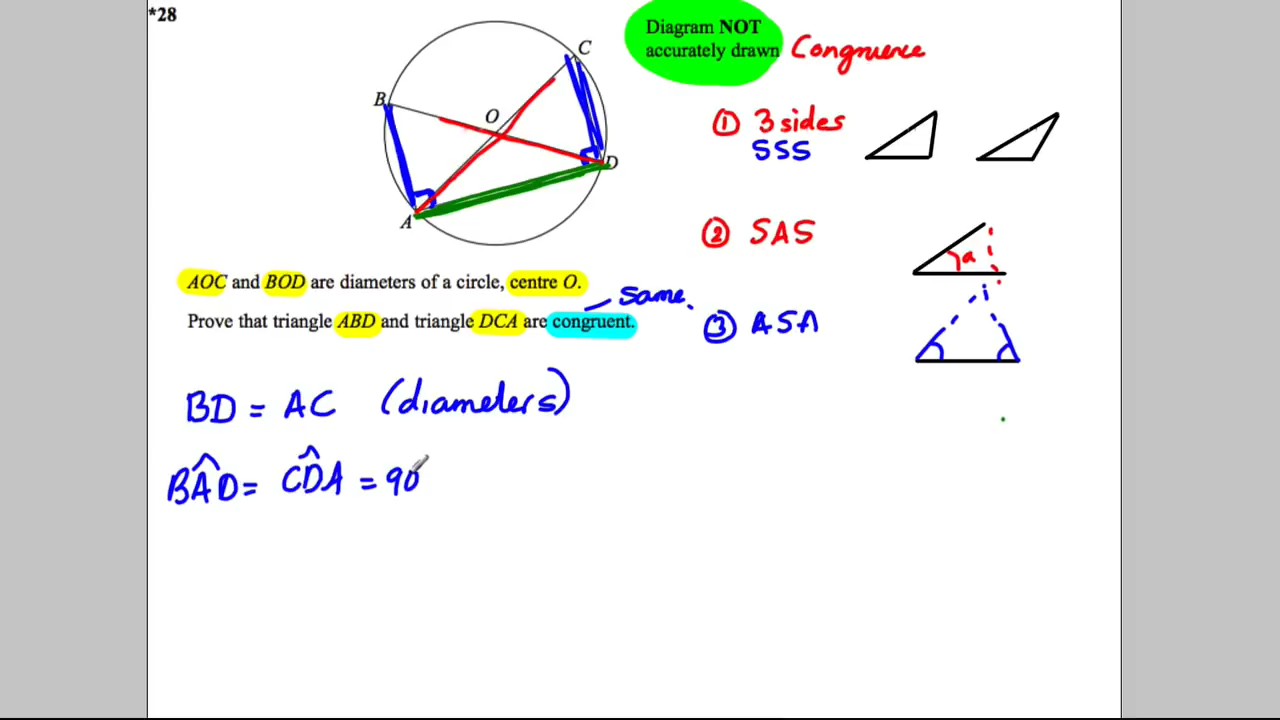 *28
C
B
O
D
A
Diagram NOT
accurately drawn
Congruence
① 3 sides
SSS
② SAS
a
③ ASA
AOC and BOD are diameters of a circle, centre O.
Same.
Prove that triangle ABD and triangle DCA are congruent.
BD = AC (diameters)
BÂD = CD̂A = 90